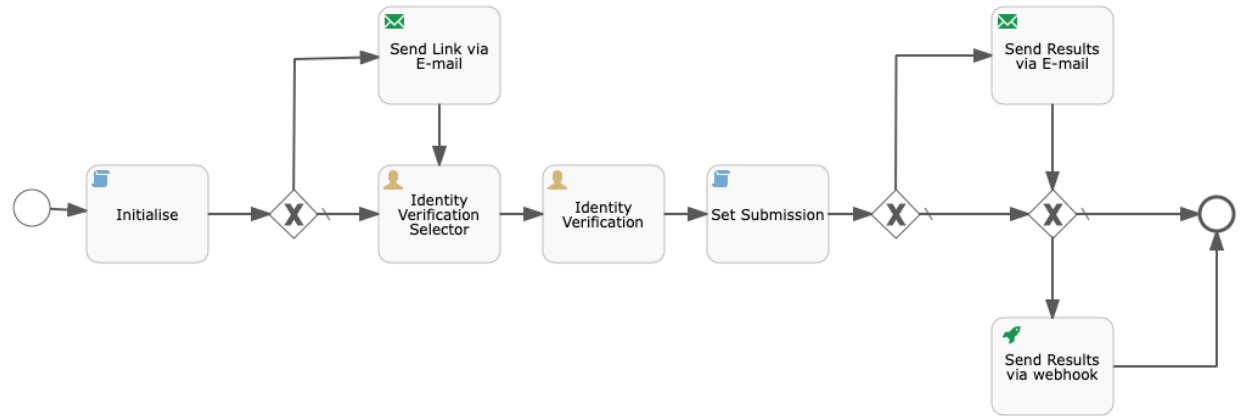 Send Link via
E-mail
Send Results
via E-mail
Initialise
Identity
Verification
Selector
Identity
Verification
Set Submission
Send Results
via webhook